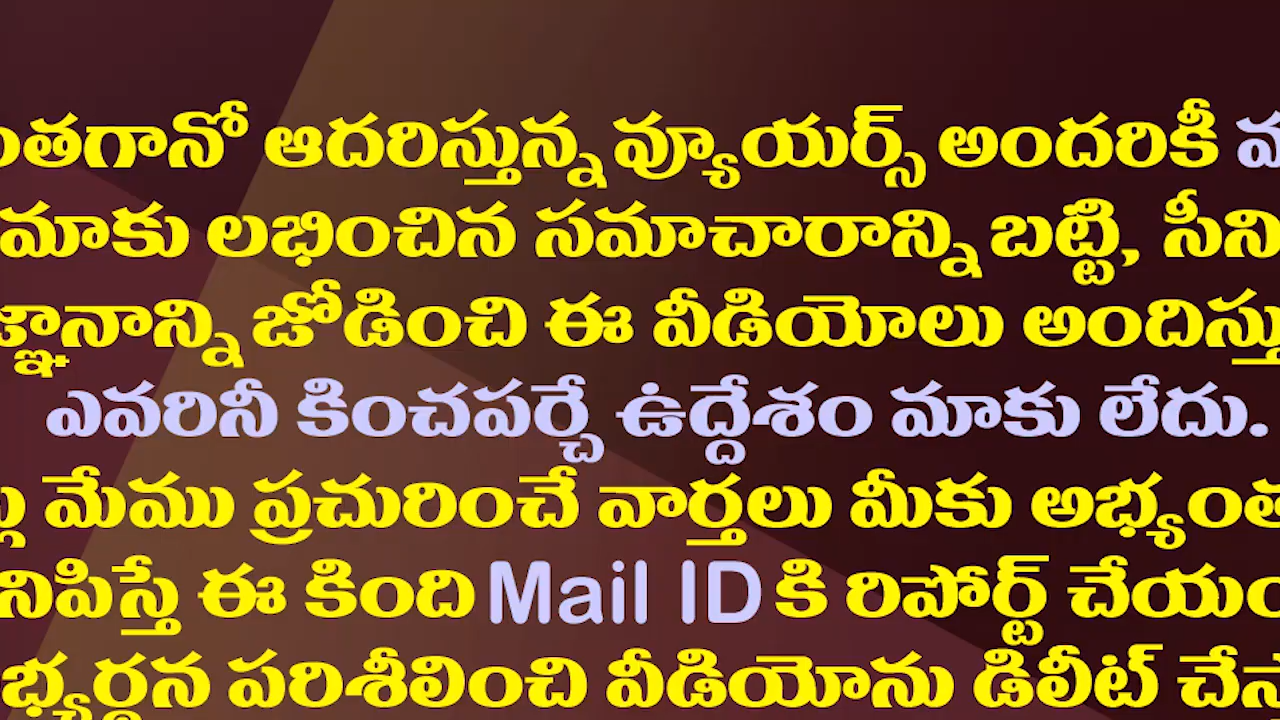 ఆదరిస్తున్న వ్యూయర్స్ అందరికీ
మాకు లభించిన సమాచారాన్ని బట్టి,
జోడించి ఈ వీడియోలు
ఎవరినీ కించపర్చే ఉద్దేశం మాకు లేదు.
మేము ప్రచురించే వార్తలు మీకు
ఈ కింది Mail ID కి రిపోర్ట్
పరిశీలించి వీడియోను డిలీట్